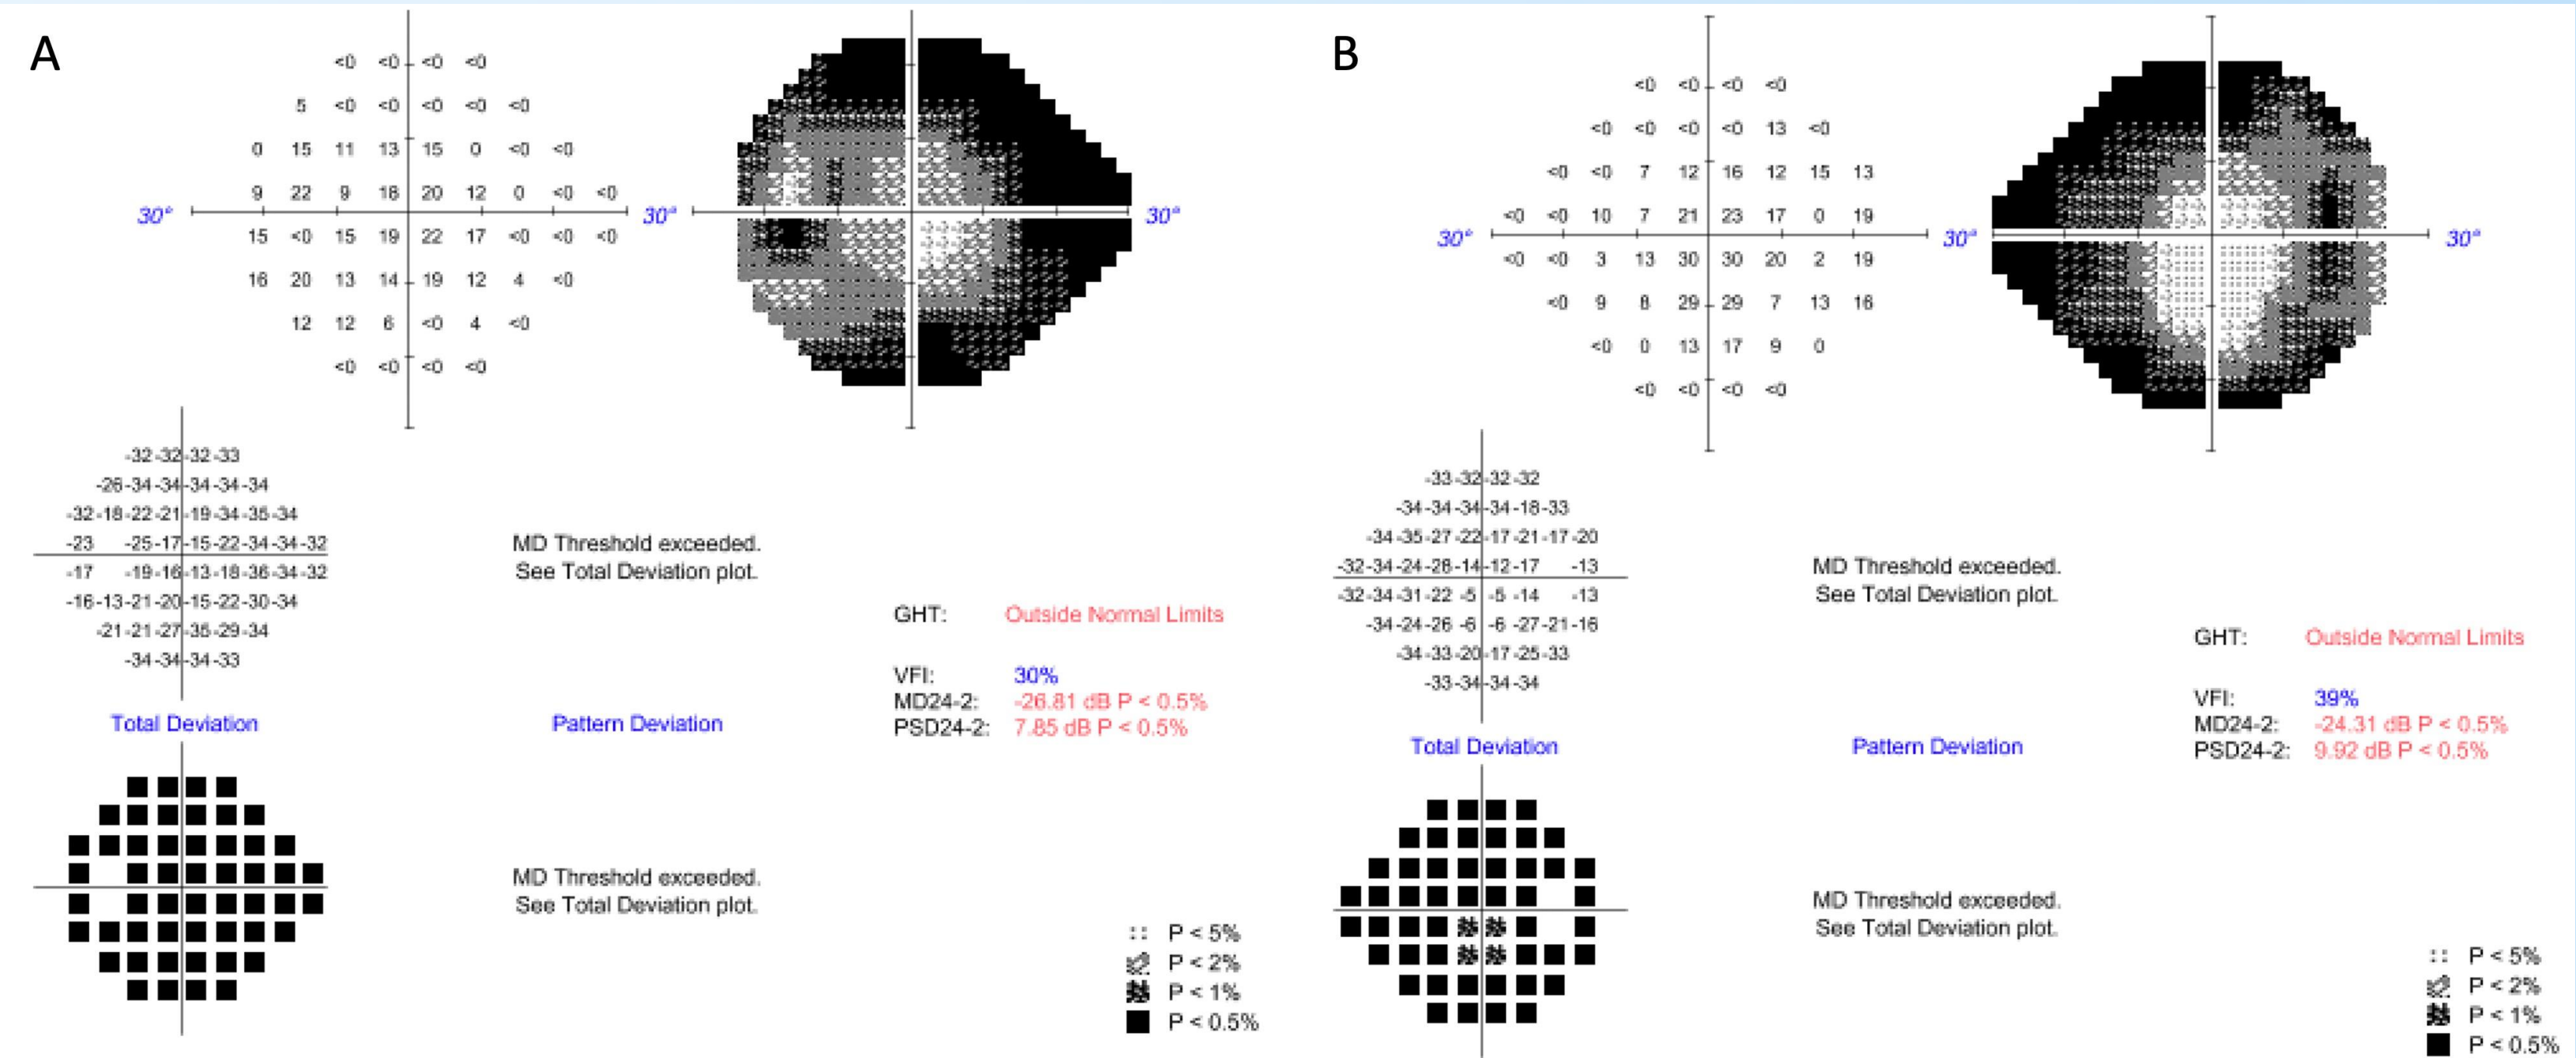 A
<0 <0 <0 <0
5 <0 <0 <0 <0 <0
0 15 11 13 15 0 <0 <0
9 22 9 18 20 12 0 <0 <0
30° 30° 30°
15 <0 15 19 22 17 <0 <0 <0
16 20 13 14 19 12 4 <0
12 12 6 <0 4 <0
<0 <0 <0 <0
-32 -32 -32 -33
-26 -34 -34 -34 -34 -34
-32 -18 -22 -21 -19 -34 -35 -34
-23 -25 -17 -15 -22 -34 -34 -32
-17 -19 -16 -13 -18 -36 -34 -32
-16 -13 -21 -20 -15 -22 -30 -34
-21 -21 -27 -35 -29 -34
-34 -34 -34 -33
MD Threshold exceeded.
See Total Deviation plot.
GHT: Outside Normal Limits
VFI: 30%
MD24-2: -26.81 dB P < 0.5%
PSD24-2: 7.85 dB P < 0.5%
Total Deviation
Pattern Deviation
MD Threshold exceeded.
See Total Deviation plot.
:: P < 5%
P < 2%
P < 1%
P < 0.5%
B
<0 <0 <0 <0
<0 <0 <0 <0 13 <0
<0 <0 7 12 16 12 15 13
<0 <0 10 7 21 23 17 0 19
30° 30° 30°
<0 <0 3 13 30 30 20 2 19
<0 9 8 29 29 7 13 16
<0 0 13 17 9 0
<0 <0 <0 <0
-33 -32 -32 -32
-34 -34 -34 -34 -18 -33
-34 -35 -27 -22 -17 -21 -17 -20
-32 -34 -24 -28 -14 -12 -17 -13
-32 -34 -31 -22 -5 -5 -14 -13
-34 -24 -26 -6 -6 -27 -21 -16
-34 -33 -20 -17 -25 -33
-33 -34 -34 -34
MD Threshold exceeded.
See Total Deviation plot.
GHT: Outside Normal Limits
VFI: 39%
MD24-2: -24.31 dB P < 0.5%
PSD24-2: 9.92 dB P < 0.5%
Total Deviation
Pattern Deviation
MD Threshold exceeded.
See Total Deviation plot.
:: P < 5%
P < 2%
P < 1%
P < 0.5%